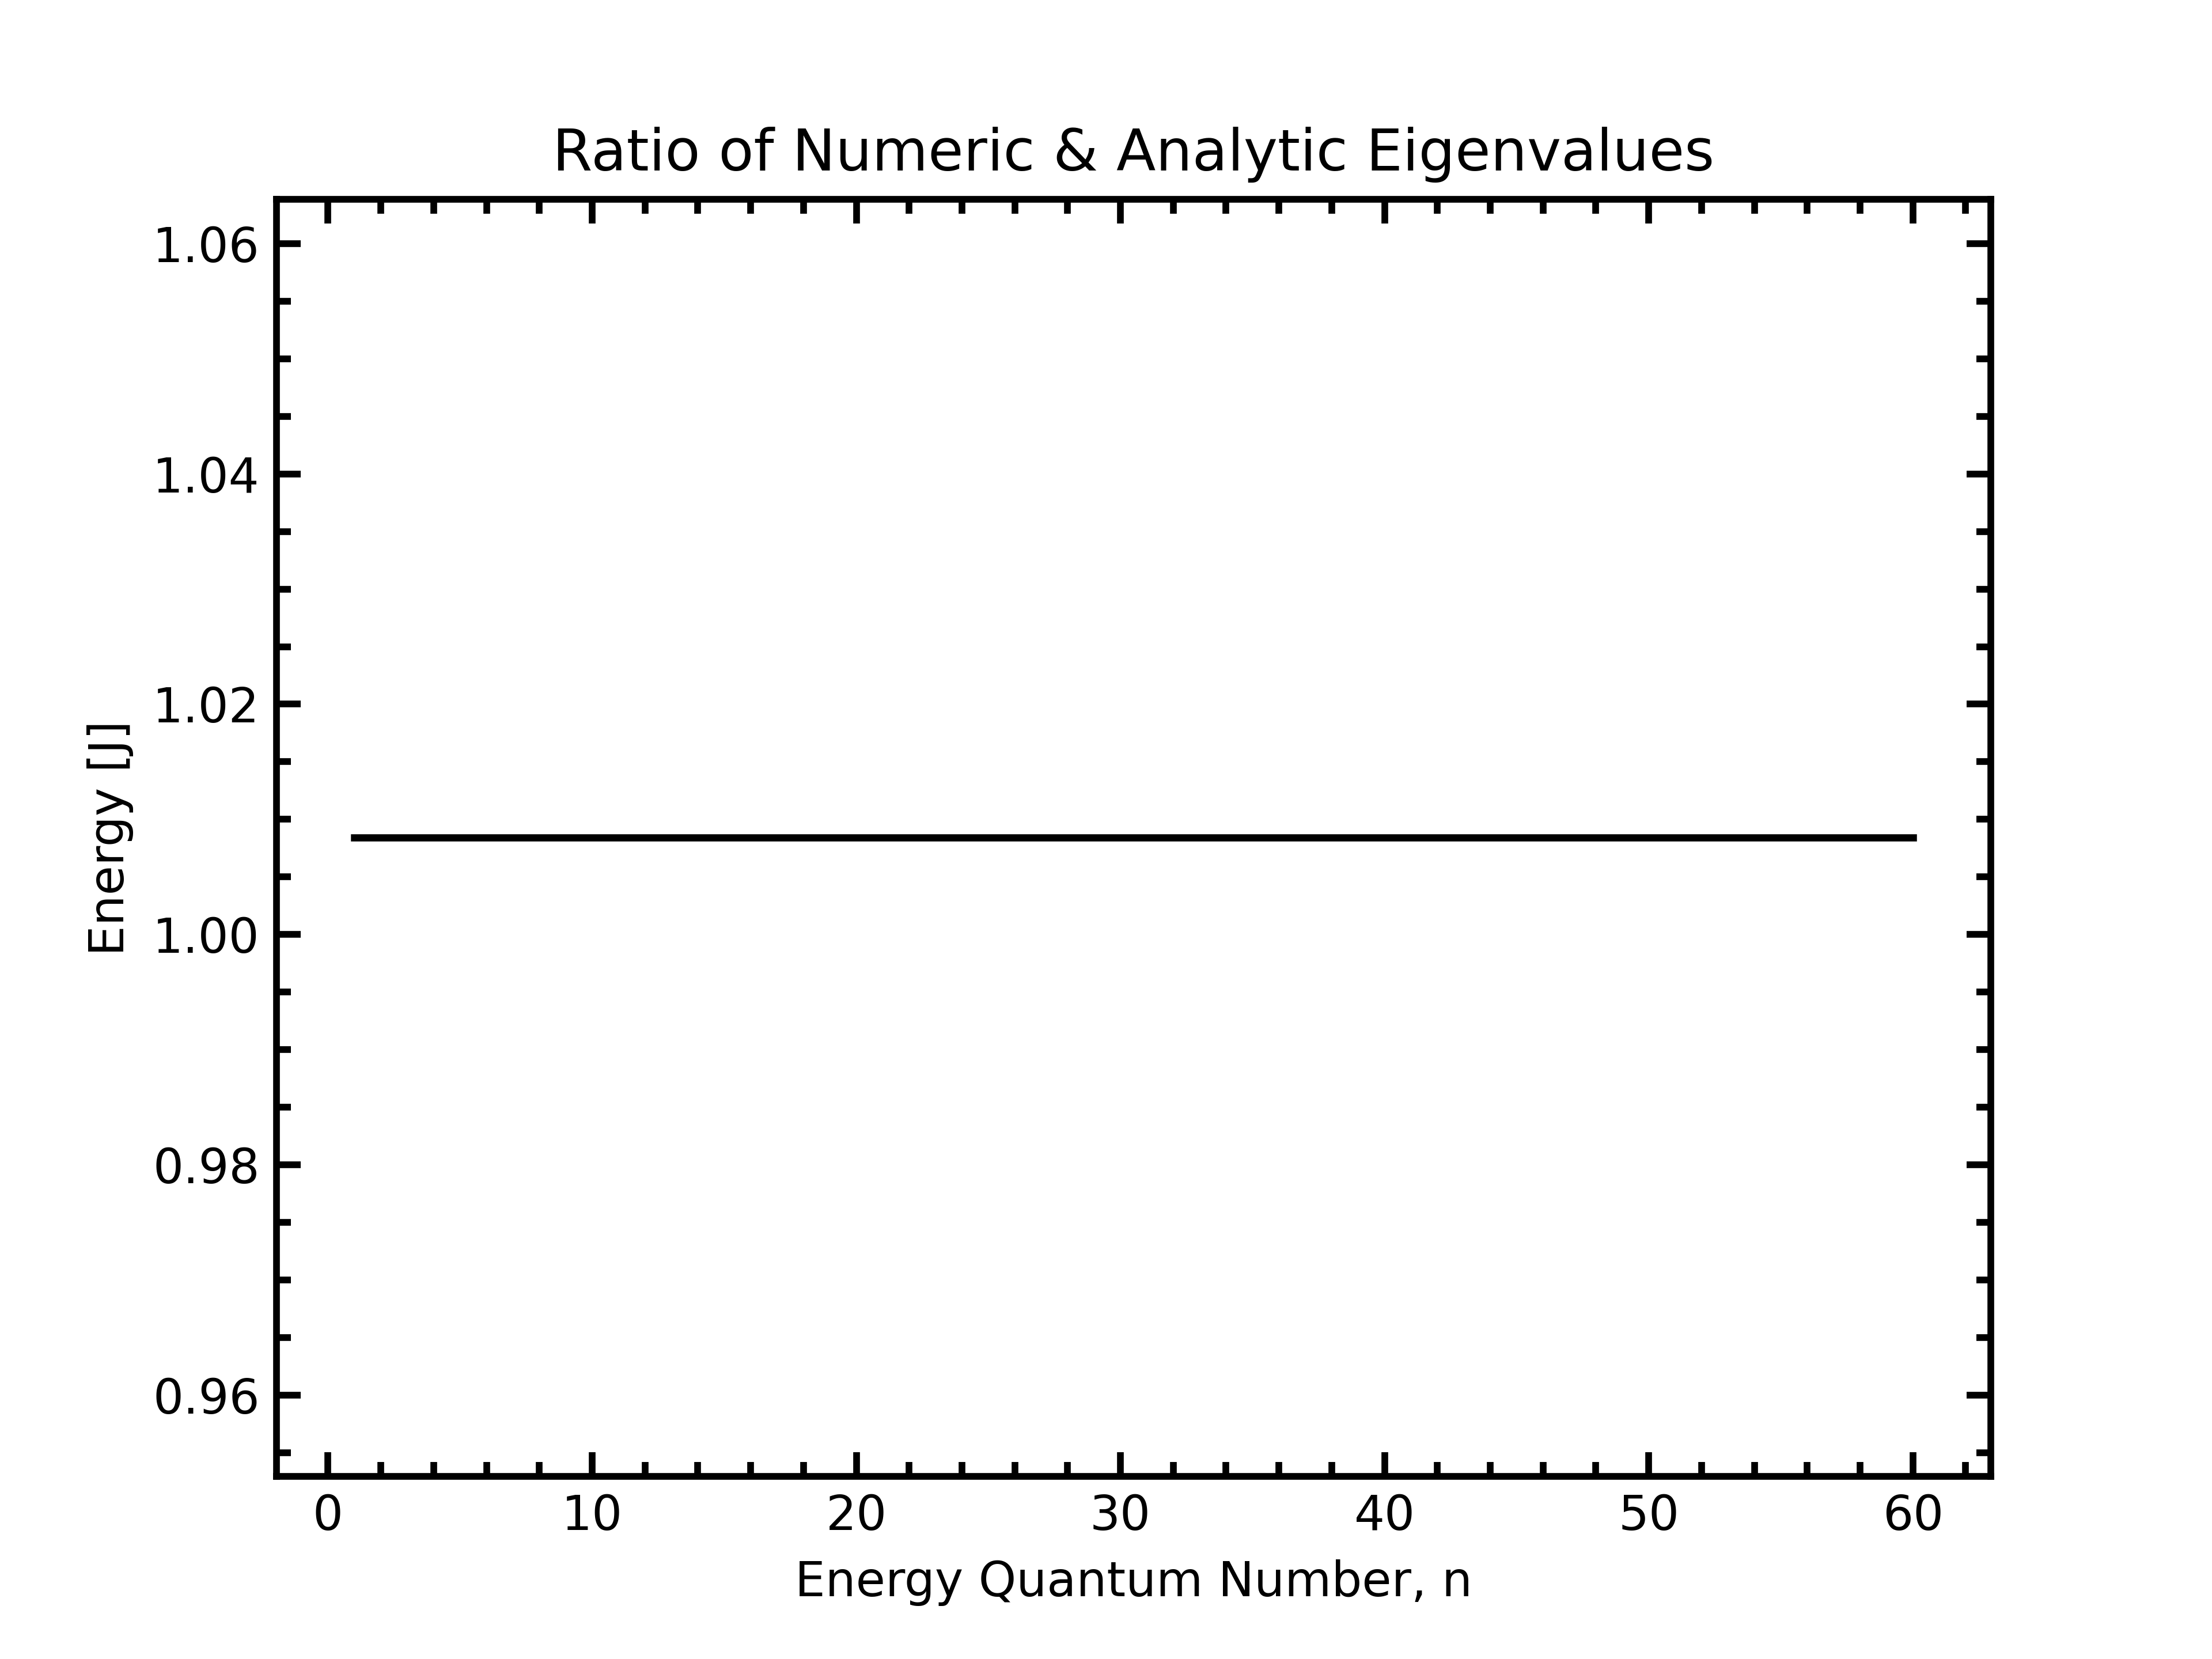 Ratio of Numeric & Analytic Eigenvalues
1.06
1.04
1.02
1.00
0.98
0.96
Energy [J]
0 10 20 30 40 50 60
Energy Quantum Number, n